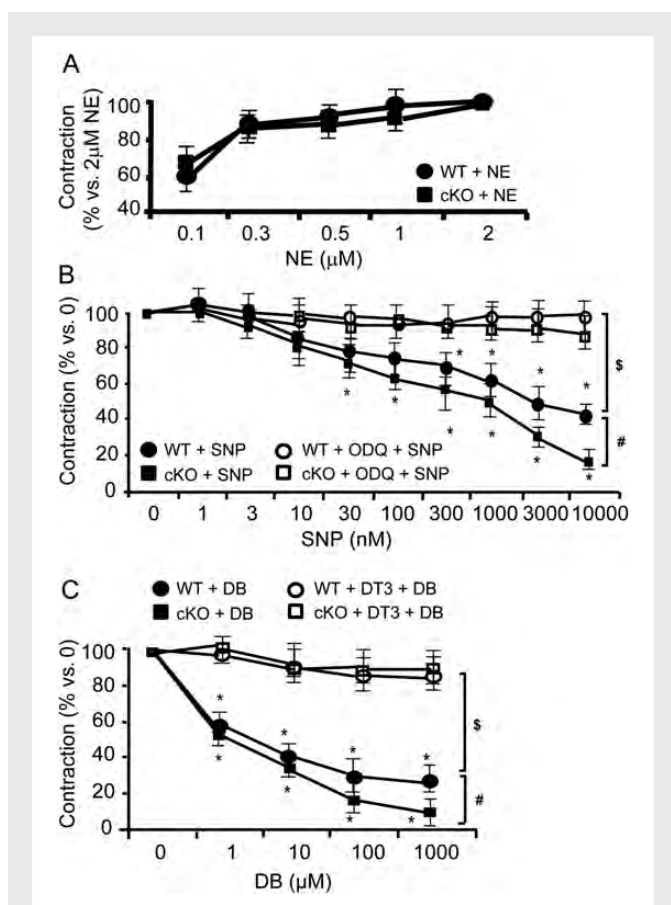 A
Contraction
(% vs. 2µM NE)
100
80
60
40
WT + NE
cKO + NE
0.1 0.3 0.5 1 2
NE (µM)
B
Contraction (% vs. 0)
100
80
60
40
20
0
* * * *
$
#
* * * * * *
WT + SNP WT + ODQ + SNP
cKO + SNP cKO + ODQ + SNP
0 1 3 10 30 100 300 1000 3000 10000
SNP (nM)
C
WT + DB WT + DT3 + DB
cKO + DB cKO + DT3 + DB
Contraction (% vs. 0)
100
80
60
40
20
0
* * * *
$
#
* * * *
0 1 10 100 1000
DB (µM)